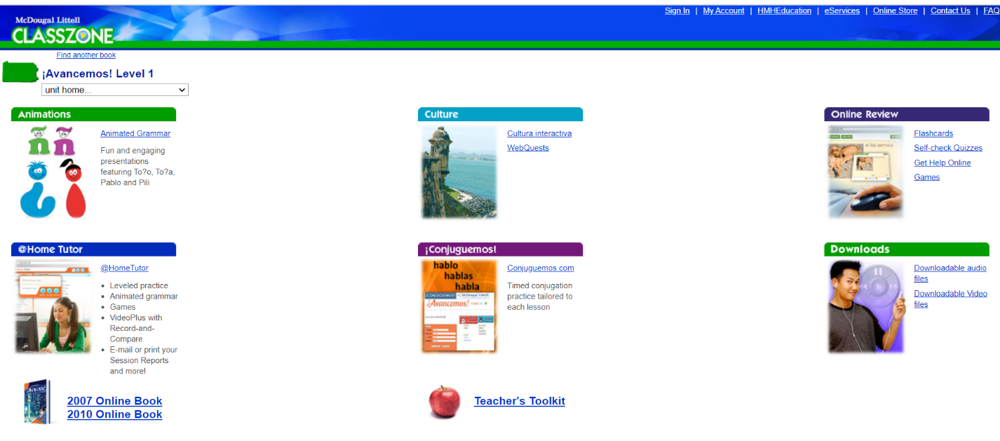 McDougal Littell
CLASSZONE
Sign In | My Account | HMHEducation | eServices | Online Store | Contact Us | FAQ
Find another book
¡Avancemos! Level 1
unit home...
Animations
Animated Grammar
Fun and engaging
presentations
featuring To?o, To?a,
Pablo and Pili
Culture
Cultura interactiva
WebQuests
Online Review
el (la) perro(a)
Flashcards
Self-check Quizzes
Get Help Online
Games
@Home Tutor
@HomeTutor
Leveled practice
Animated grammar
Games
VideoPlus with
Record-and-
Compare
E-mail or print your
Session Reports
and more!
¡Conjuguemos!
hablo
hablas
habla
¡Avancemos!
Conjuguemos.com
Timed conjugation
practice tailored to
each lesson
Downloads
Downloadable audio
files
Downloadable Video
files
2007 Online Book
2010 Online Book
Teacher's Toolkit